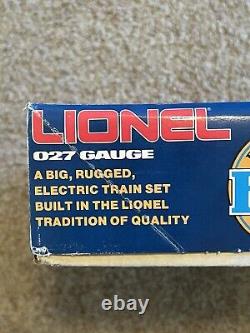 LIONEL
027 GAUGE
A BIG, RUGGED,
ELECTRIC TRAIN SET
BUILT IN THE LIONEL
TRADITION OF QUALITY